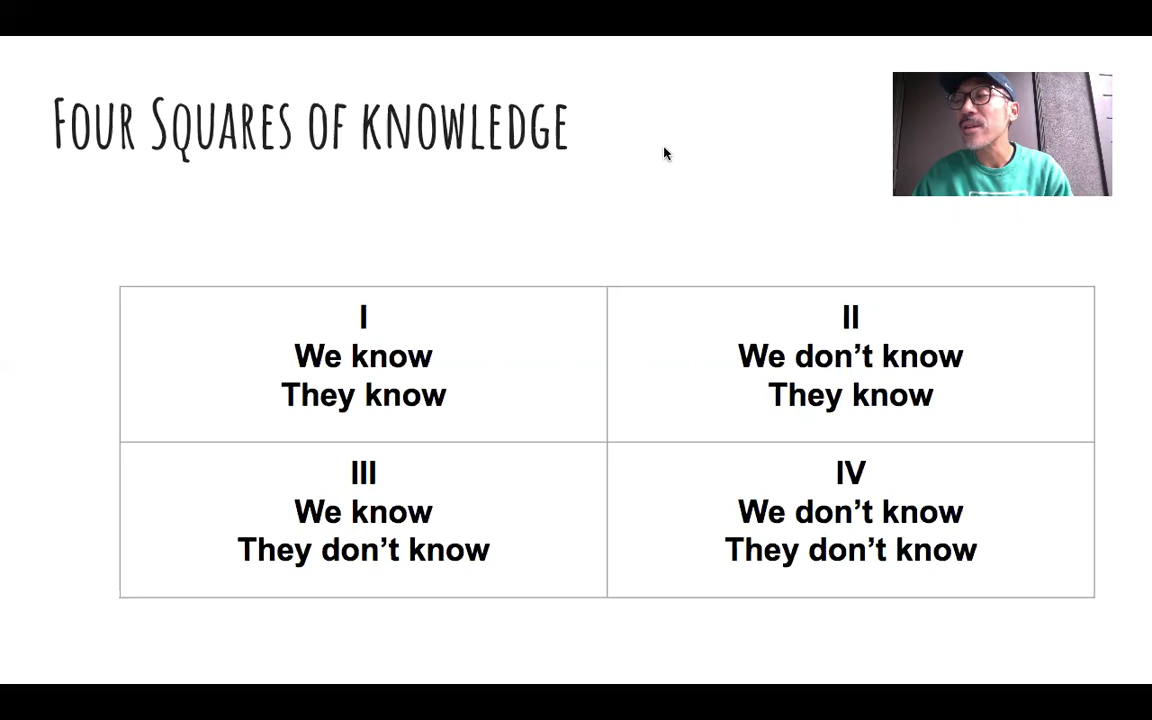 Four Squares of knowledge
I
We know
They know
II
We don’t know
They know
III
We know
They don’t know
IV
We don’t know
They don’t know